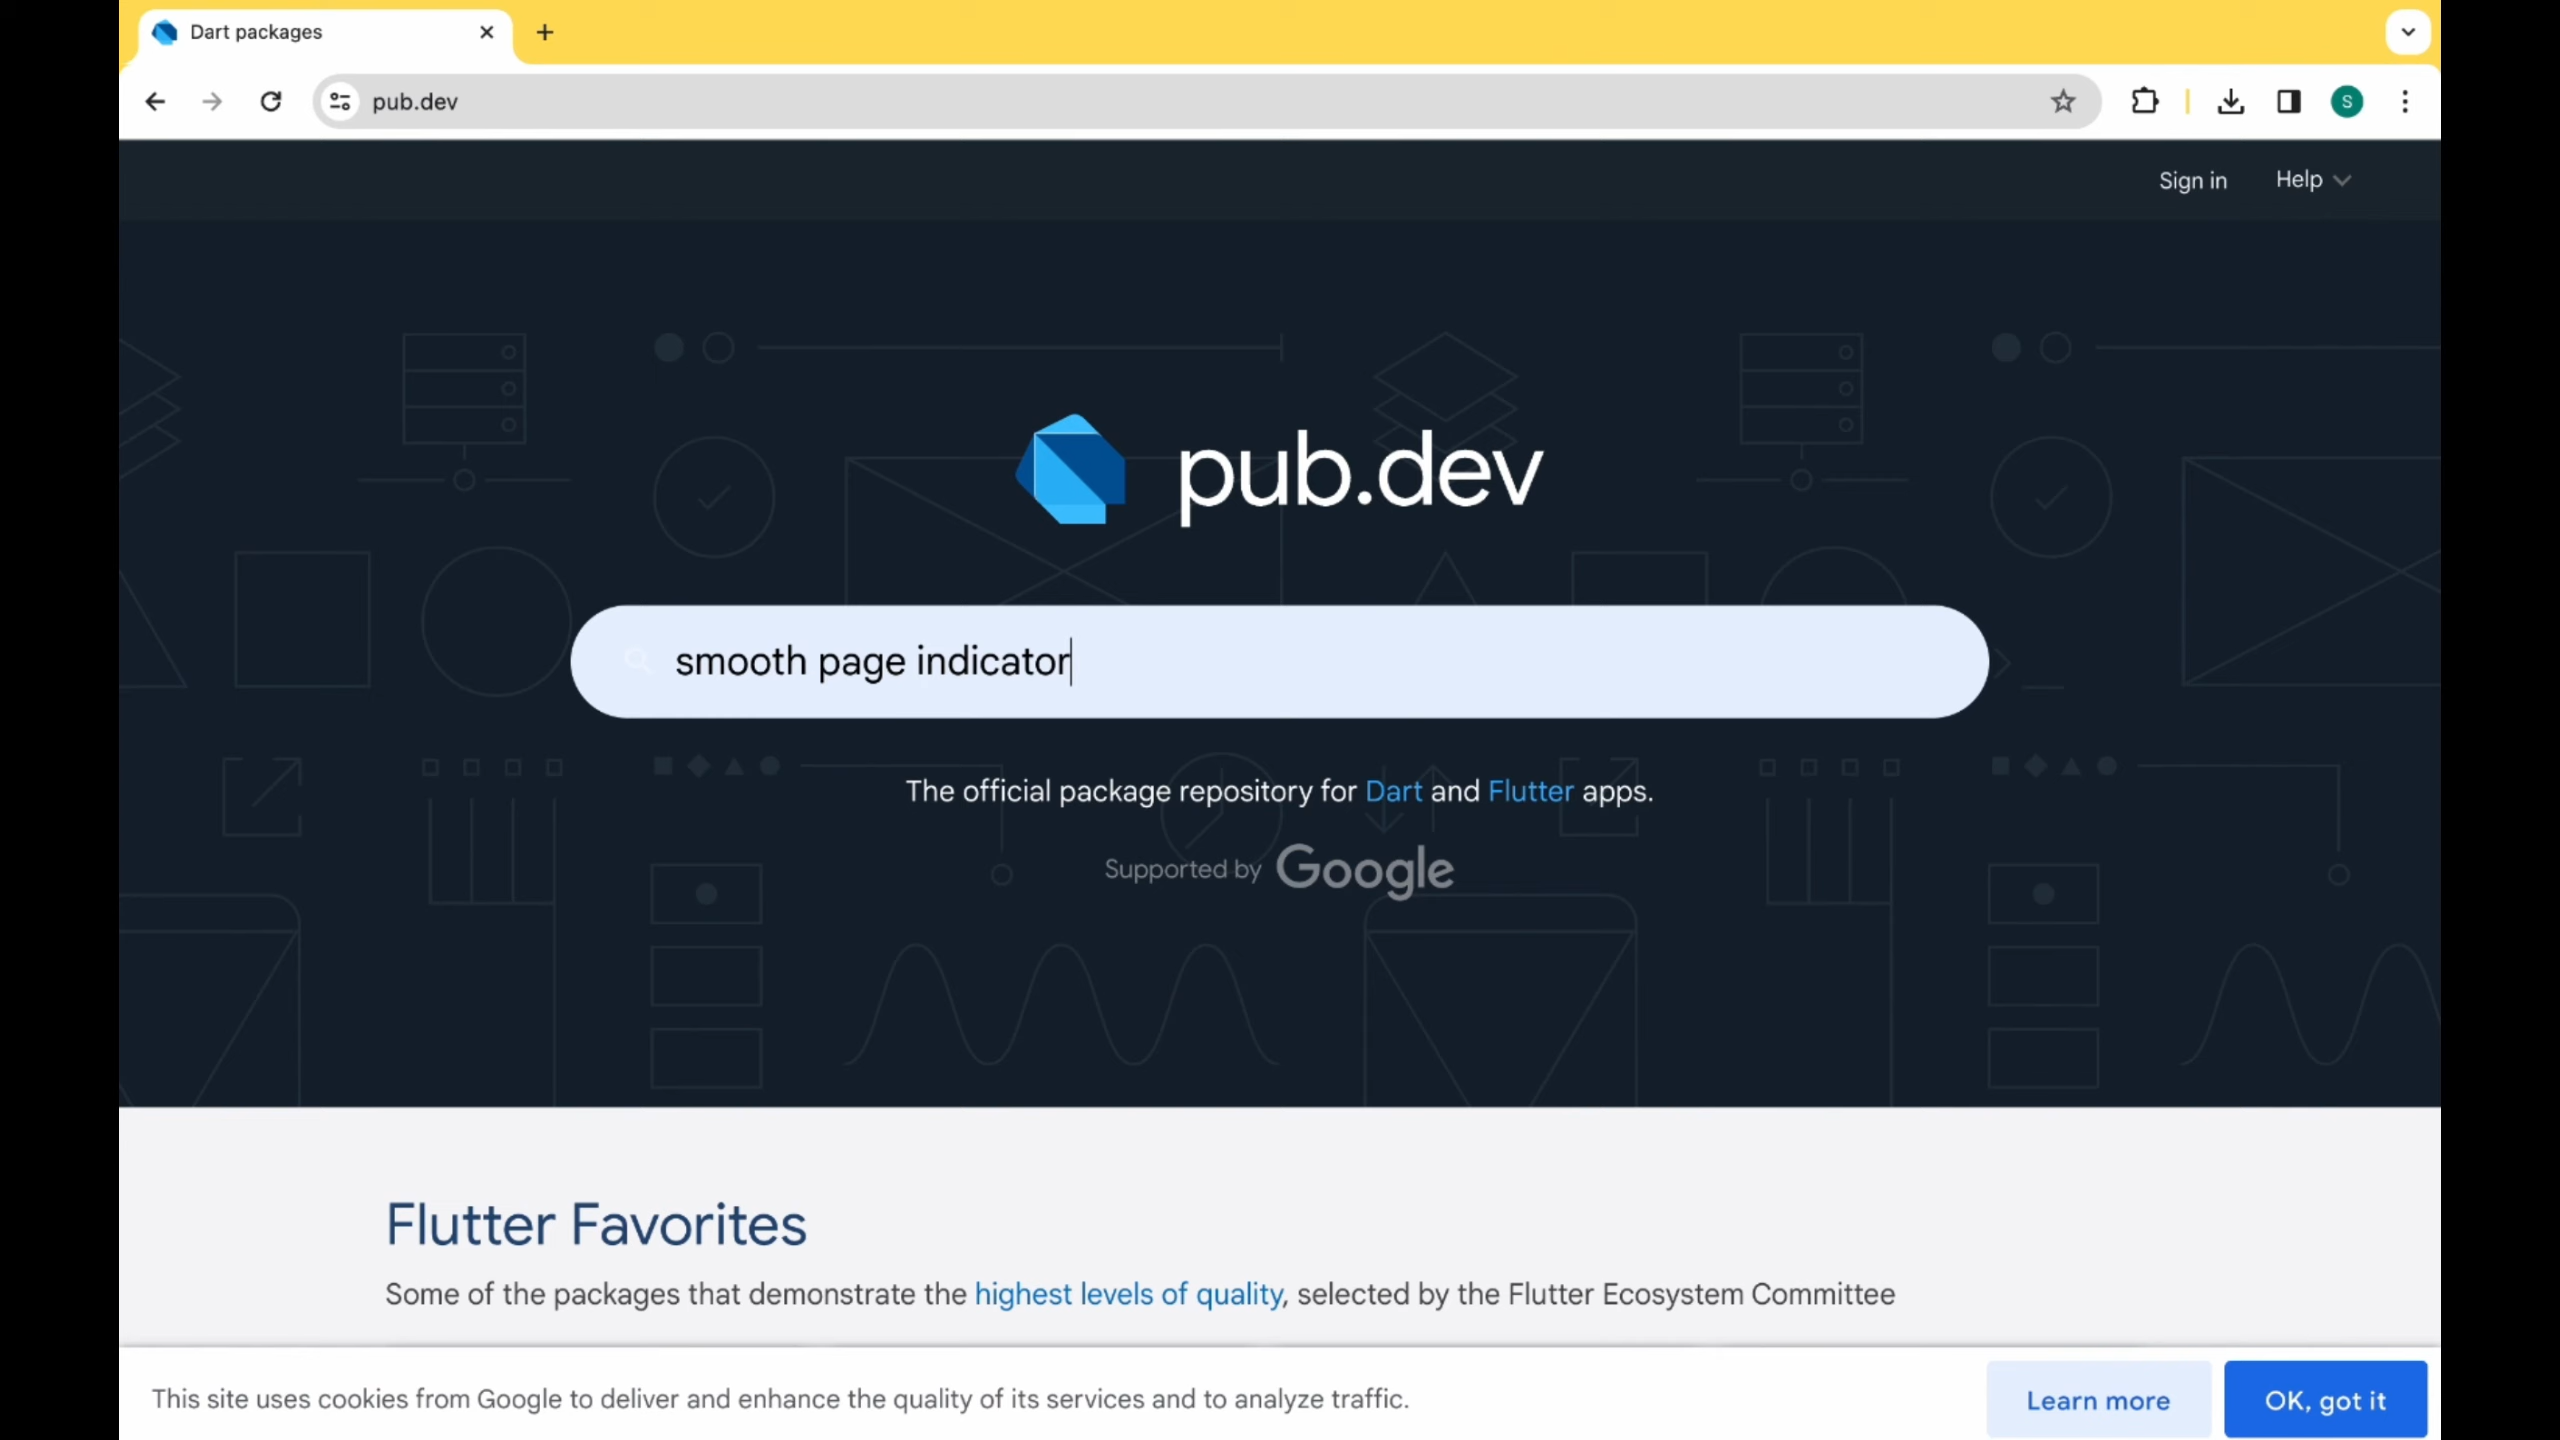 Dart packages
pub.dev
S
Sign in
Help
pub.dev
smooth page indicator
The official package repository for Dart and Flutter apps.
Supported by Google
Flutter Favorites
Some of the packages that demonstrate the highest levels of quality, selected by the Flutter Ecosystem Committee
This site uses cookies from Google to deliver and enhance the quality of its services and to analyze traffic.
Learn more
OK, got it